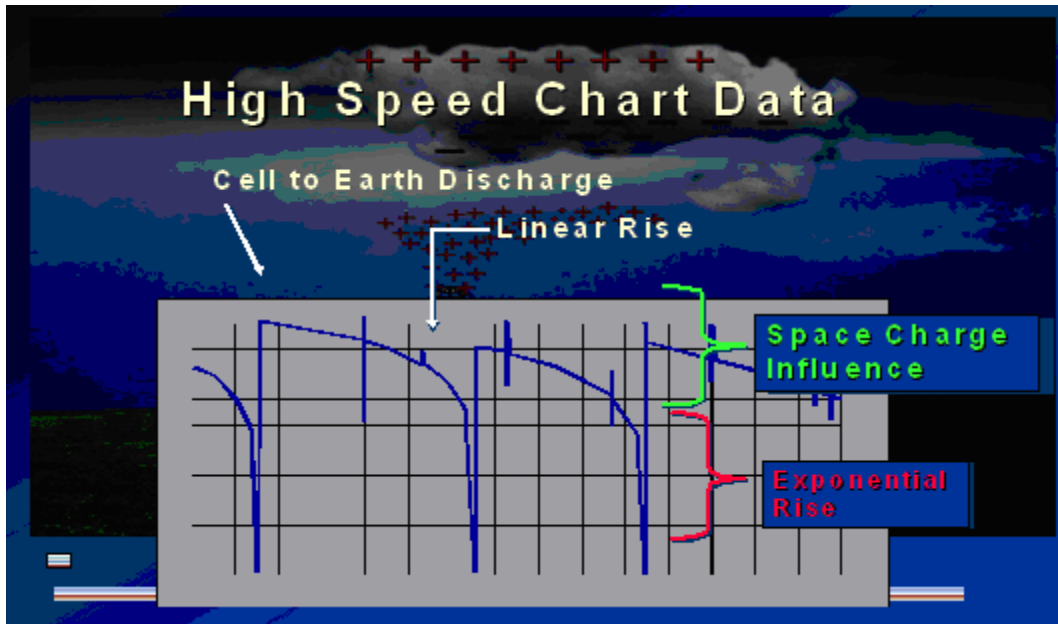 High Speed Chart Data
Cell to Earth Discharge
Linear Rise
Space Charge
Influence
Exponential
Rise